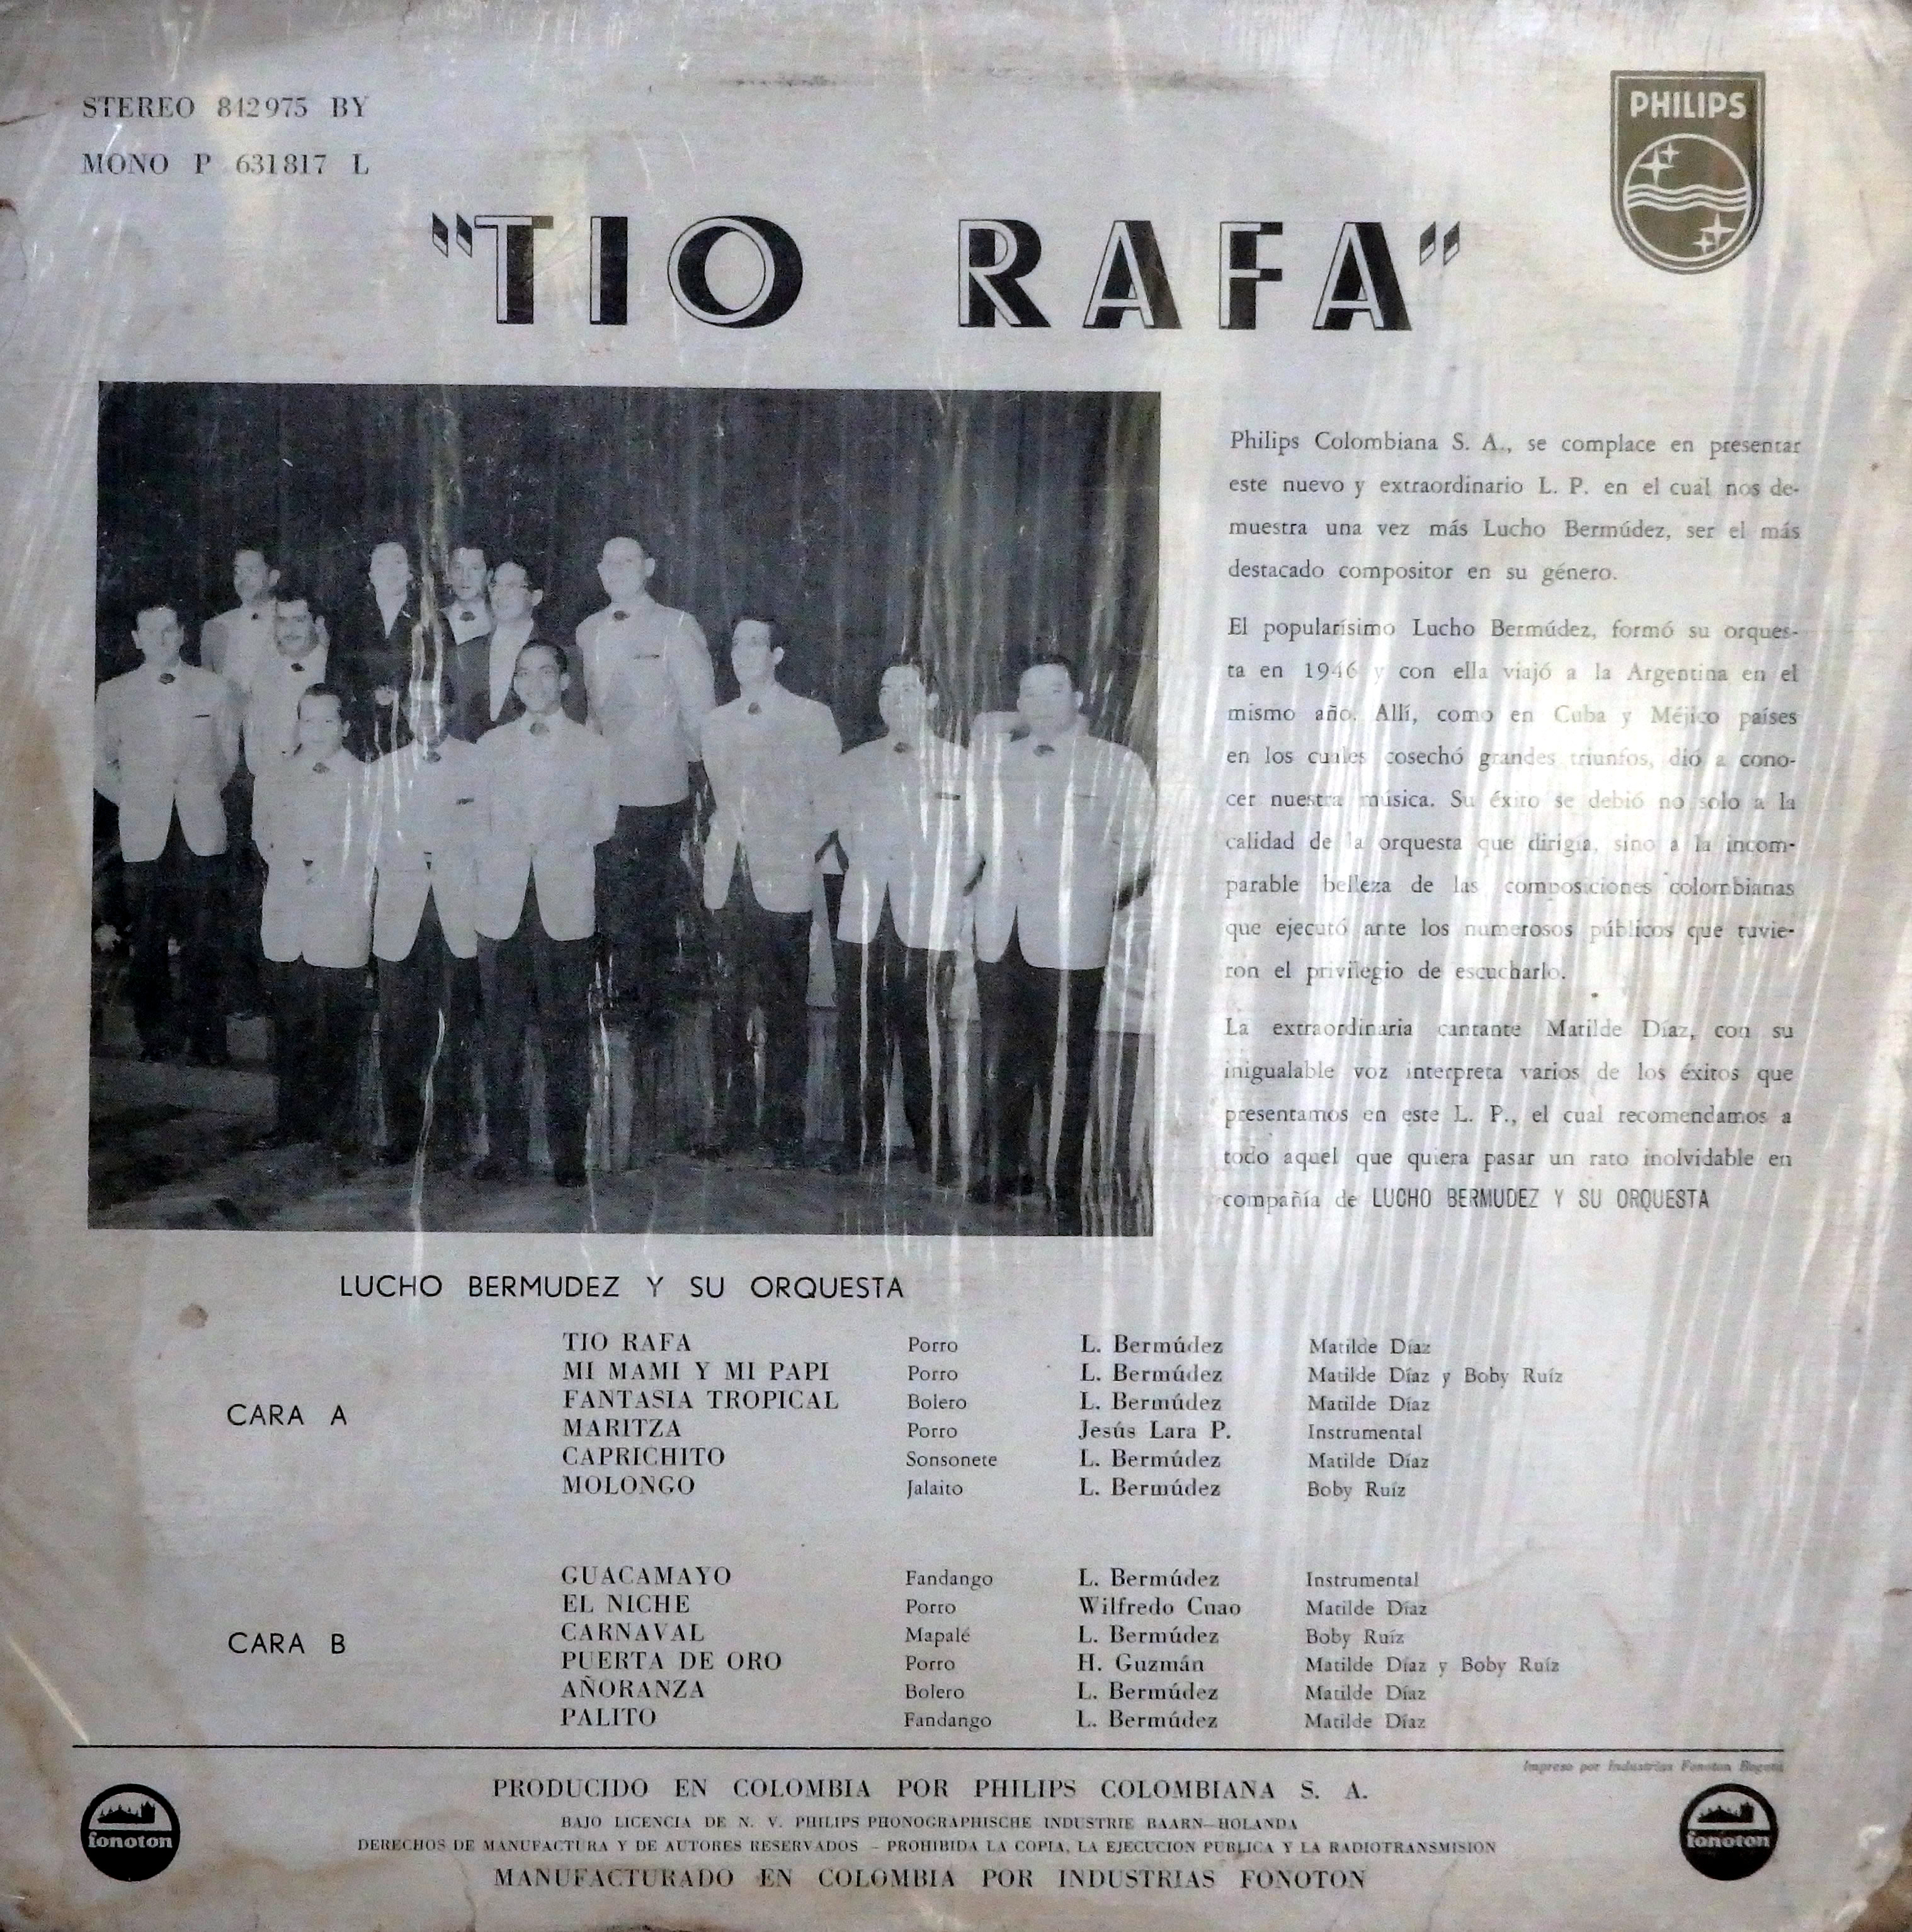 STEREO 842975 BY
MONO P 631817 L
PHILIPS
"TIO RAFA"
Philips Colombiana S. A., se complace en presentar
este nuevo y extraordinario L. P. en el cual nos de-
muestra una vez más Lucho Bermúdez, ser el más
destacado compositor en su género.
El popularísimo Lucho Bermúdez, formó su orques-
ta en 1946 y con ella viajó a la Argentina en el
mismo año. Allí, como en Cuba y Méjico países
en los cuales cosechó grandes triunfos, dió a cono-
cer nuestra música. Su éxito se debió no solo a la
calidad de la orquesta que dirigía, sino a la incom-
parable belleza de las composiciones colombianas
que ejecutó ante los numerosos públicos que tuvie-
ron el privilegio de escucharlo.
La extraordinaria cantante Matilde Díaz, con su
inigualable voz interpreta varios de los éxitos que
presentamos en este L. P., el cual recomendamos a
todo aquel que quiera pasar un rato inolvidable en
compañía de LUCHO BERMUDEZ Y SU ORQUESTA
LUCHO BERMUDEZ Y SU ORQUESTA
CARA A
TIO RAFA Porro L. Bermúdez Matilde Díaz
MI MAMI Y MI PAPI Porro L. Bermúdez Matilde Díaz y Boby Ruíz
FANTASIA TROPICAL Bolero L. Bermúdez Matilde Díaz
MARITZA Porro Jesús Lara P. Instrumental
CAPRICHITO Sonsonete L. Bermúdez Matilde Díaz
MOLONGO Jalaito L. Bermúdez Boby Ruíz
CARA B
GUACAMAYO Fandango L. Bermúdez Instrumental
EL NICHE Porro Wilfredo Cuao Matilde Díaz
CARNAVAL Mapalé L. Bermúdez Boby Ruíz
PUERTA DE ORO Porro H. Guzmán Matilde Díaz y Boby Ruíz
AÑORANZA Bolero L. Bermúdez Matilde Díaz
PALITO Fandango L. Bermúdez Matilde Díaz
Impreso por Industrias Fonoton Bogotá
PRODUCIDO EN COLOMBIA POR PHILIPS COLOMBIANA S. A.
BAJO LICENCIA DE N. V. PHILIPS PHONOGRAPHISCHE INDUSTRIE BAARN—HOLANDA
DERECHOS DE MANUFACTURA Y DE AUTORES RESERVADOS – PROHIBIDA LA COPIA, LA EJECUCION PUBLICA Y LA RADIOTRANSMISION
MANUFACTURADO EN COLOMBIA POR INDUSTRIAS FONOTON
fonoton
fonoton